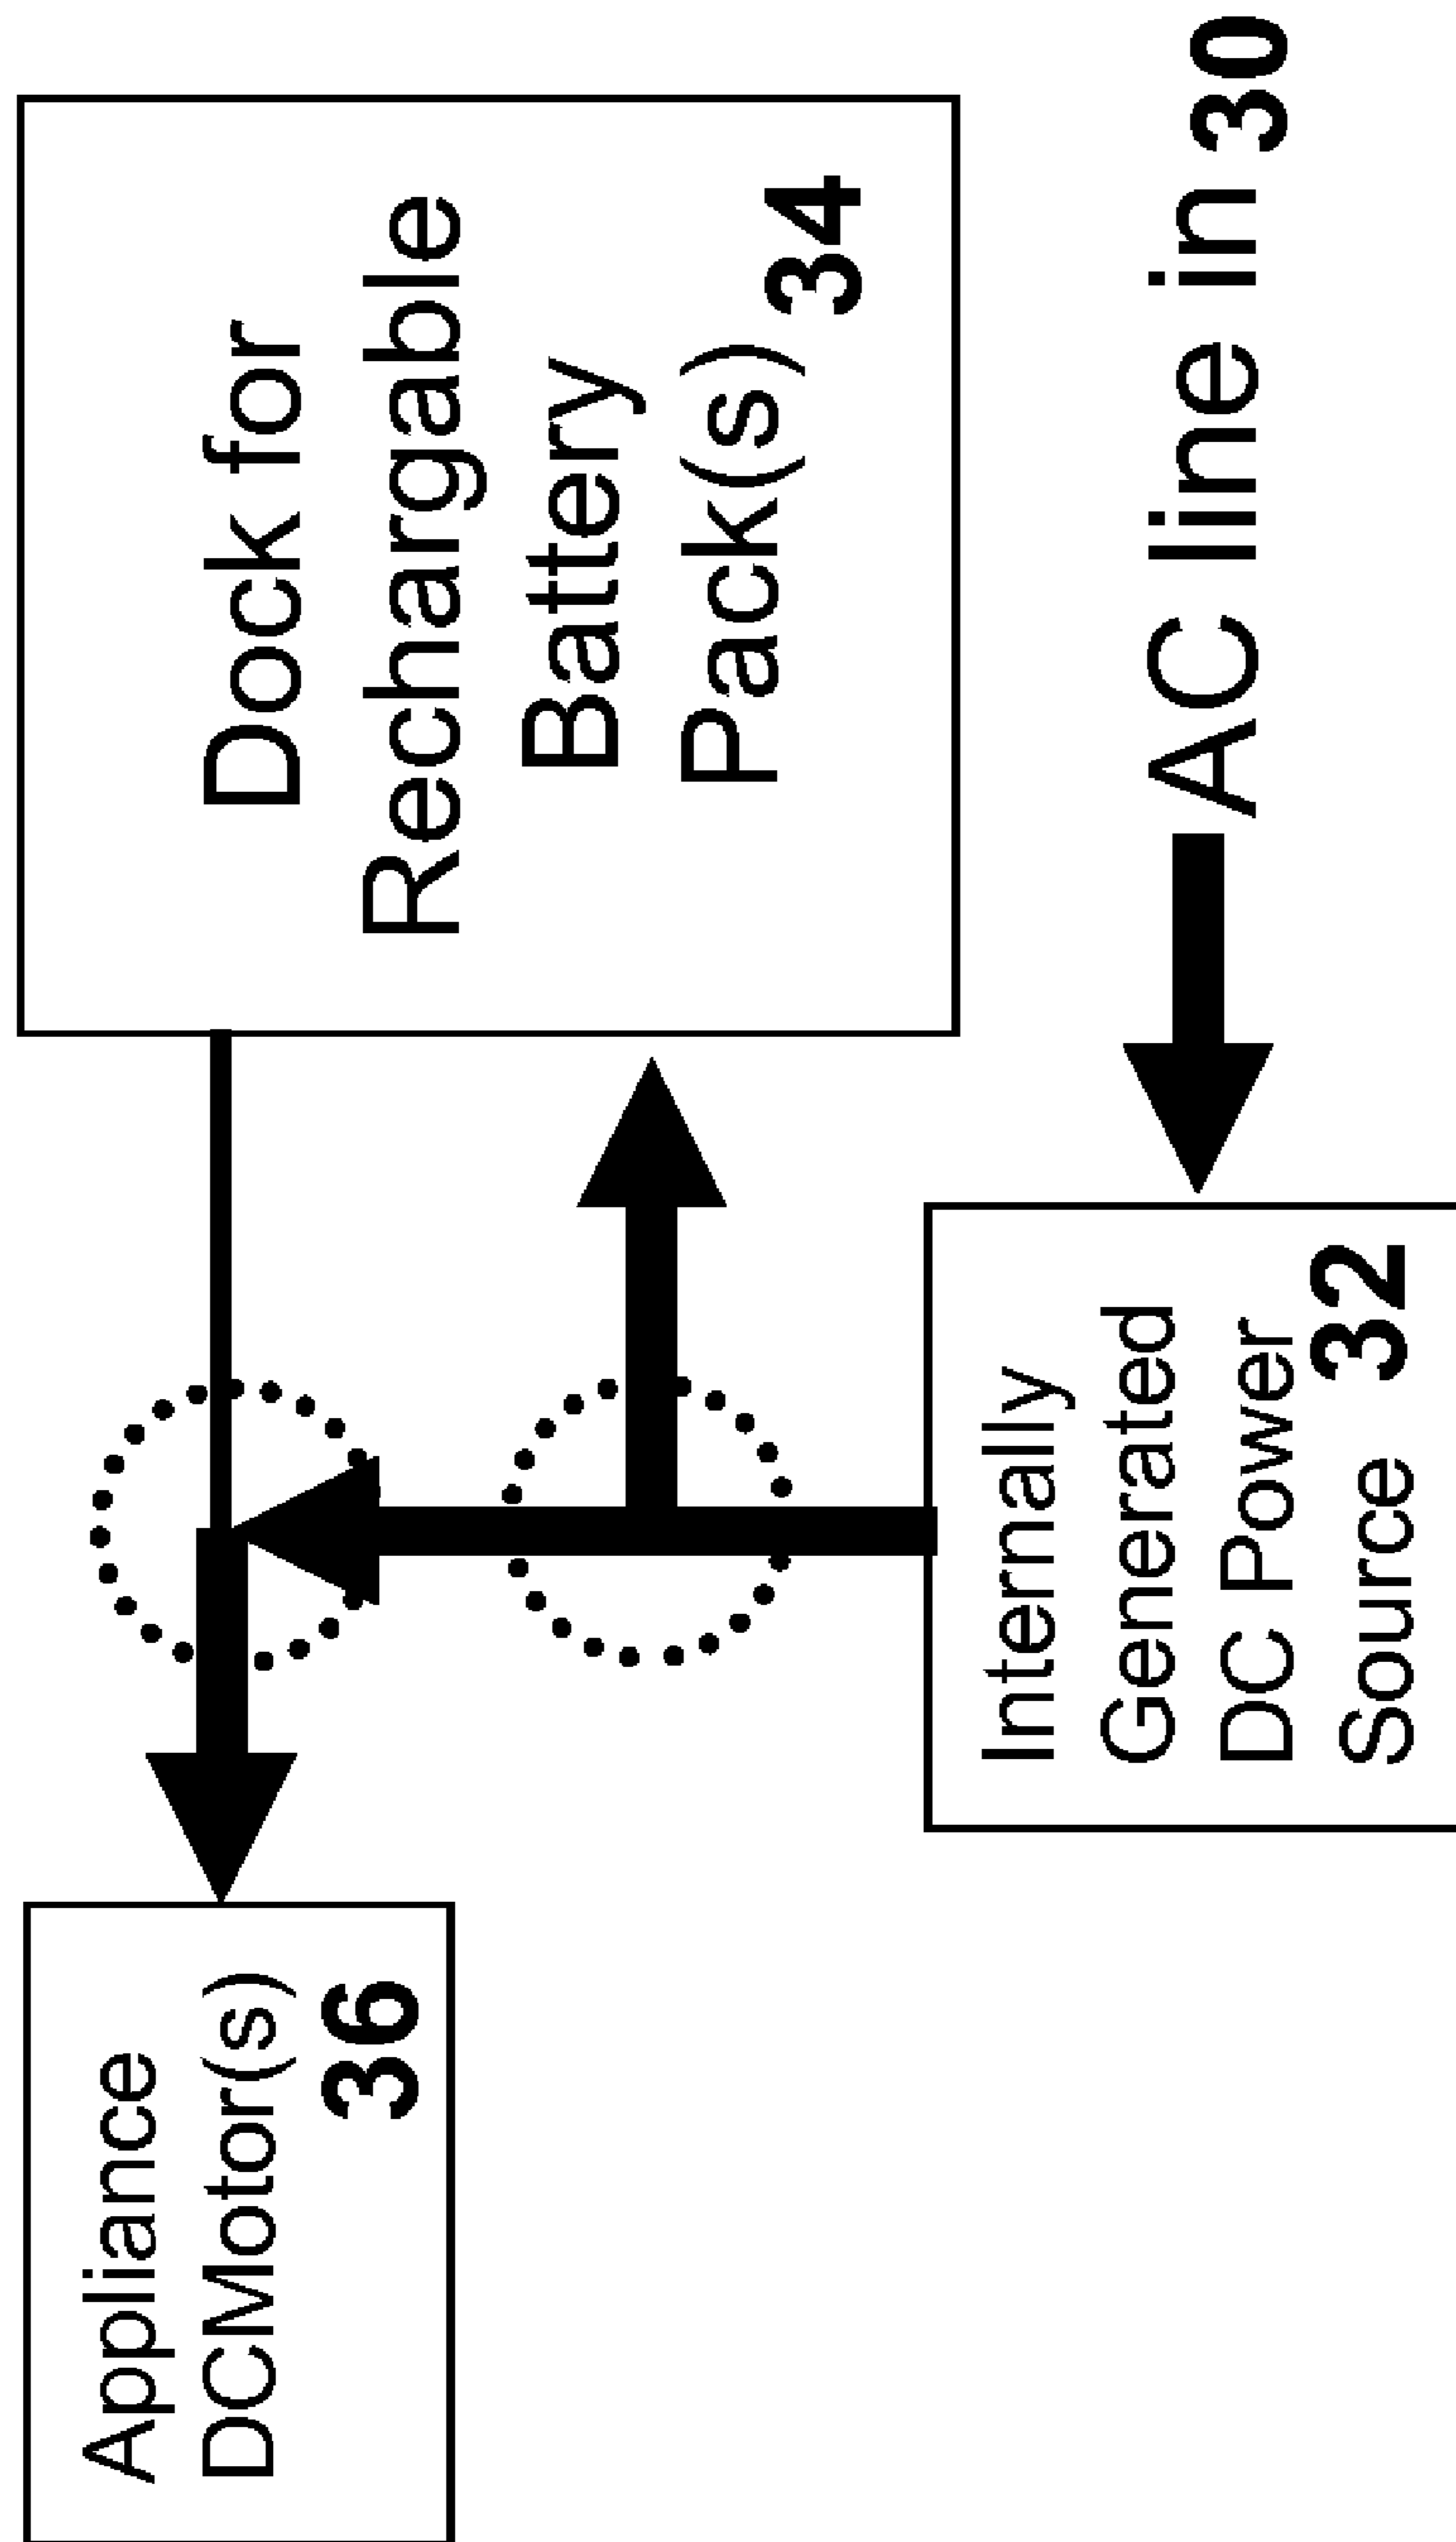 Appliance
DCMotor(s)
36
Dock for
Rechargable
Battery
Pack(s) 34
Internally
Generated
DC Power
Source 32
AC line in 30